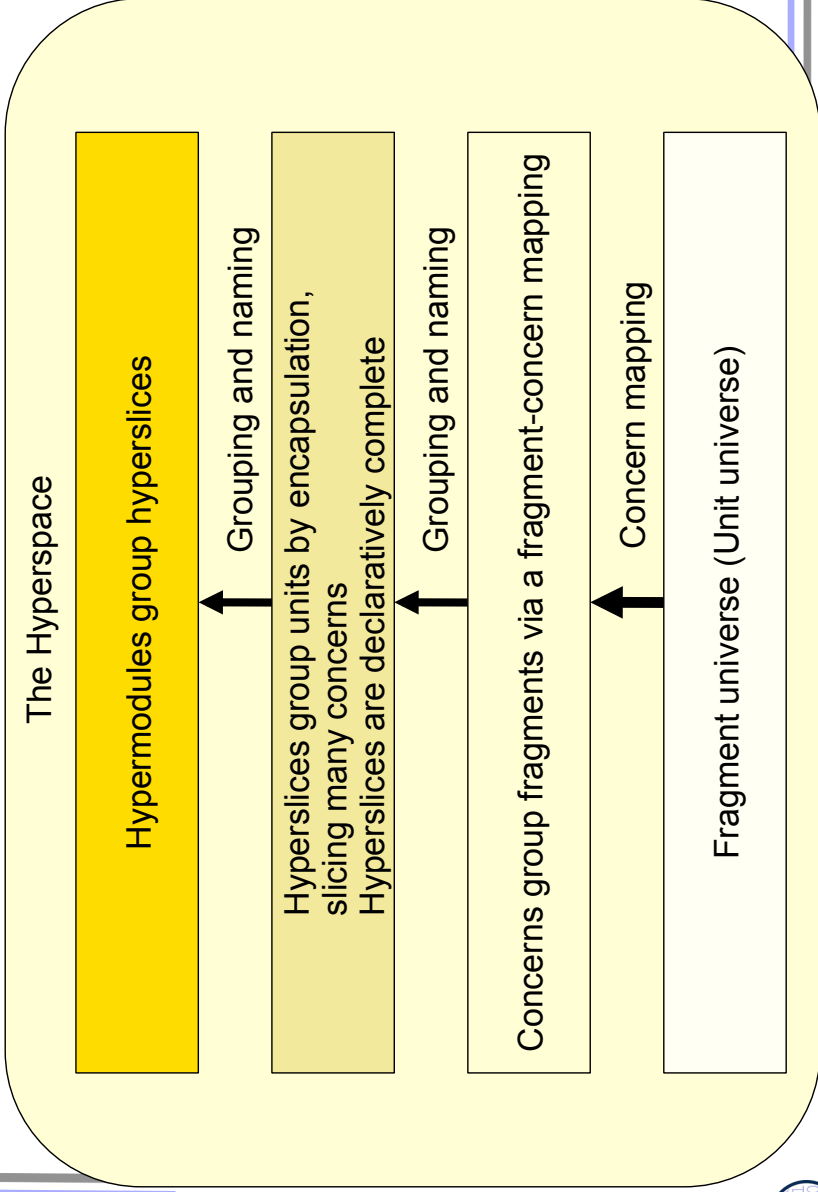 The Hyperspace
Hypermodules group hyperslices
Grouping and naming
Hyperslices group units by encapsulation,
slicing many concerns
Hyperslices are declaratively complete
Grouping and naming
Concerns group fragments via a fragment-concern mapping
Concern mapping
Fragment universe (Unit universe)